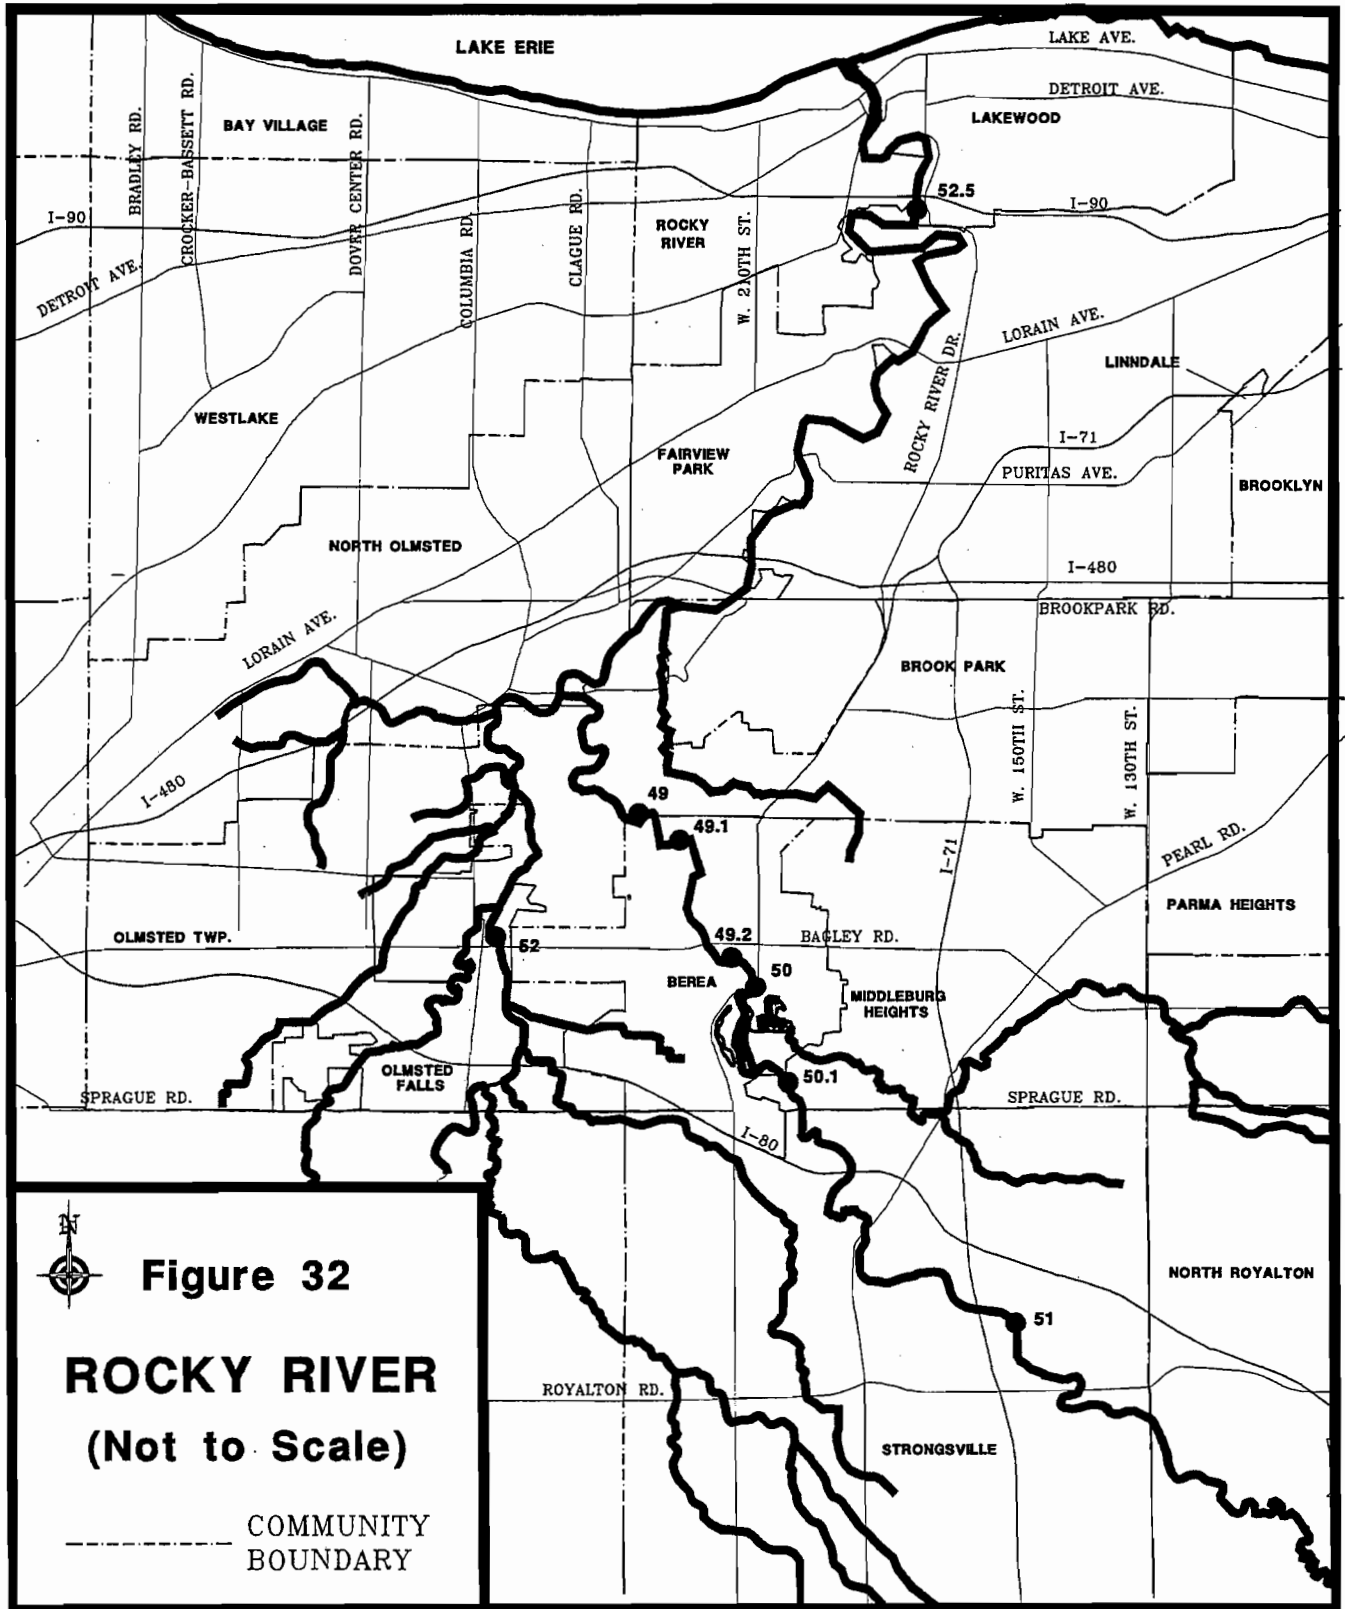 LAKE ERIE
LAKE AVE.
DETROIT AVE.
LAKEWOOD
BAY VILLAGE
BRADLEY RD.
CROCKER-BASSETT RD.
DOVER CENTER RD.
COLUMBIA RD.
CLAGUE RD.
W. 210TH ST.
52.5
I-90
I-90
ROCKY
RIVER
DETROIT AVE.
LORAIN AVE.
ROCKY RIVER DR.
LINNDALE
WESTLAKE
I-71
FAIRVIEW
PARK
PURITAS AVE.
BROOKLYN
NORTH OLMSTED
I-480
BROOKPARK RD.
LORAIN AVE.
BROOK PARK
W. 150TH ST.
W. 130TH ST.
I-480
49
49.1
I-71
PEARL RD.
PARMA HEIGHTS
OLMSTED TWP.
52
49.2
BAGLEY RD.
BEREA
50
MIDDLEBURG
HEIGHTS
OLMSTED
FALLS
50.1
SPRAGUE RD.
SPRAGUE RD.
I-80
N
Figure 32
NORTH ROYALTON
51
ROCKY RIVER
ROYALTON RD.
(Not to Scale)
STRONGSVILLE
COMMUNITY
BOUNDARY